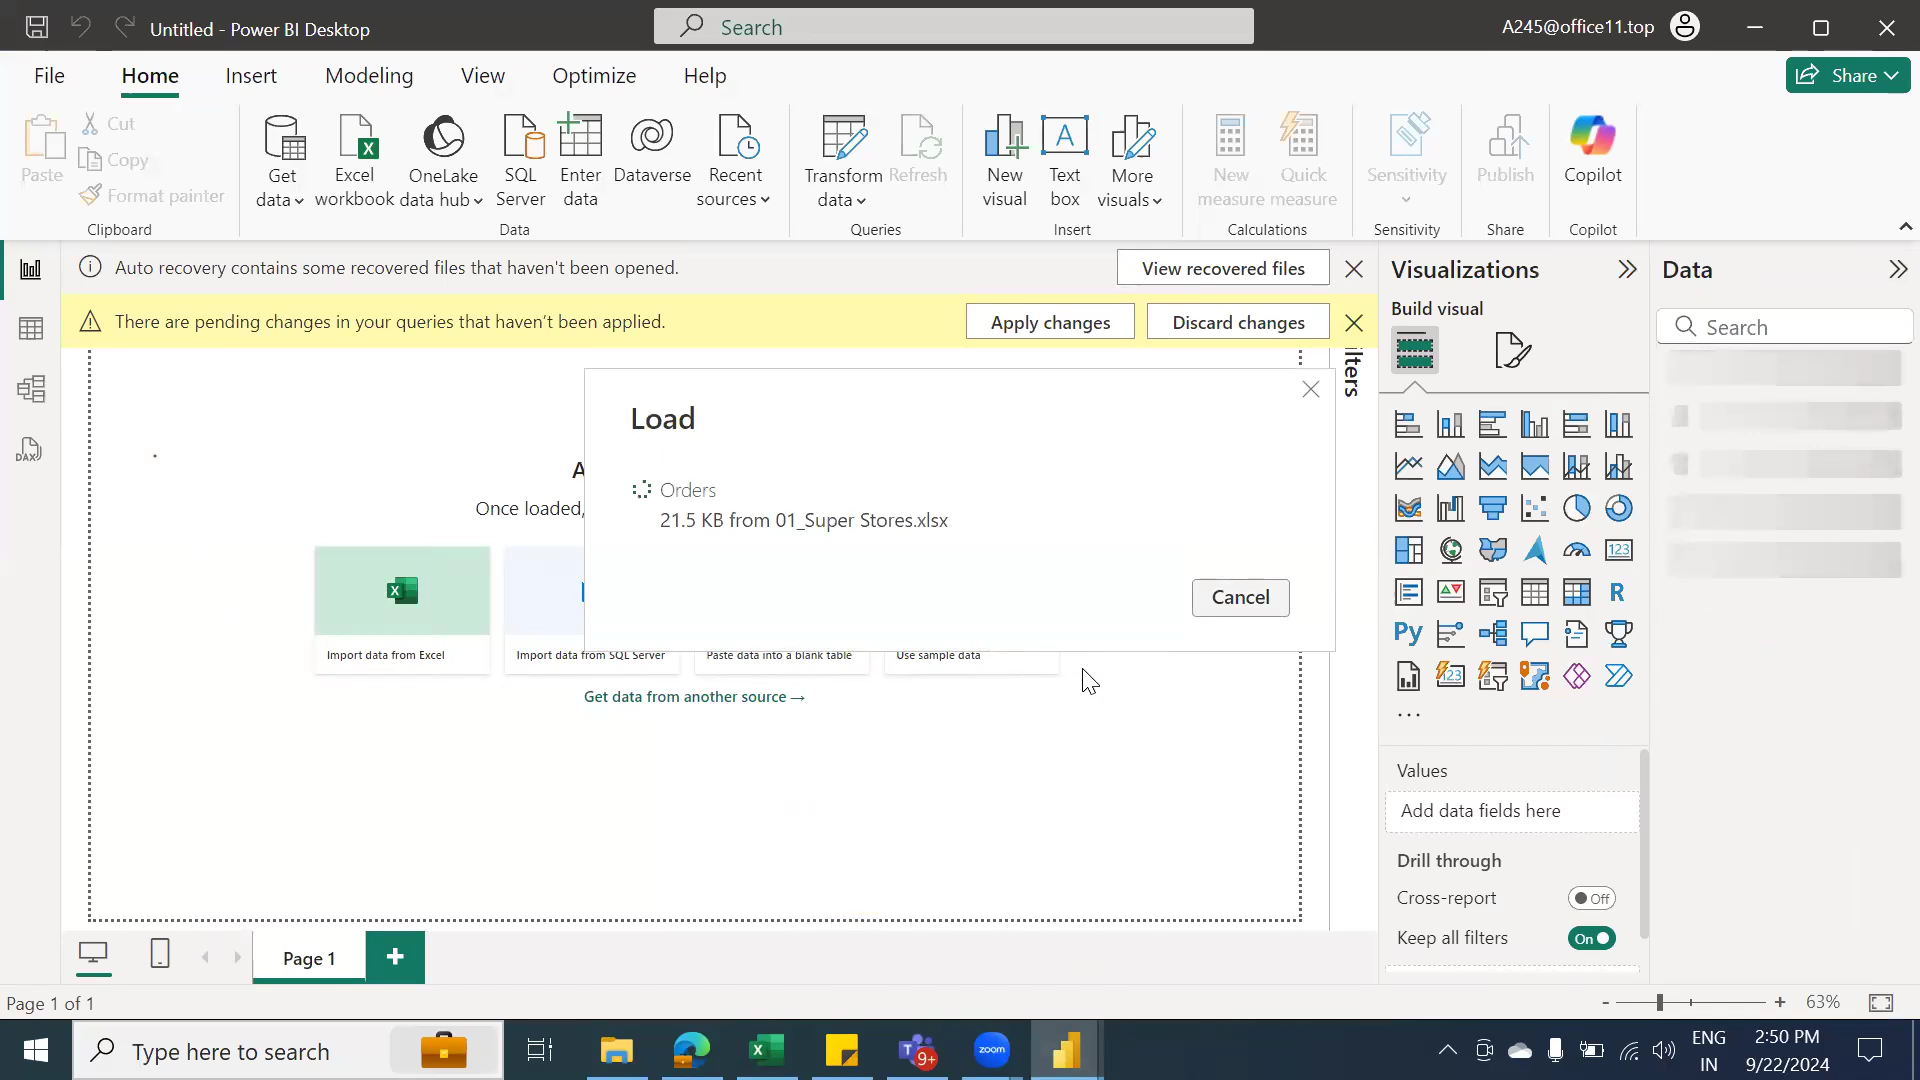 Untitled - Power BI Desktop
Search
A245@office11.top
File
Home
Insert
Modeling
View
Optimize
Help
Share
Paste
Cut
Copy
Format painter
Clipboard
Get data
Excel workbook
OneLake data hub
SQL Server
Enter data
Dataverse
Recent sources
Data
Transform data
Refresh
Queries
New visual
Text box
More visuals
Insert
New measure
Quick measure
Calculations
Sensitivity
Sensitivity
Publish
Share
Copilot
Copilot
Auto recovery contains some recovered files that haven't been opened.
View recovered files
There are pending changes in your queries that haven't been applied.
Apply changes
Discard changes
Visualizations
Build visual
Data
Search
Load
Orders
21.5 KB from 01_Super Stores.xlsx
Cancel
Once loaded,
Import data from Excel
Import data from SQL Server
Paste data into a blank table
Use sample data
Get data from another source →
DAX
123
R
Py
123
Values
Add data fields here
Drill through
Cross-report
Off
Keep all filters
On
Page 1
Page 1 of 1
- + 63%
Type here to search
9+
zoom
ENG
IN
2:50 PM
9/22/2024